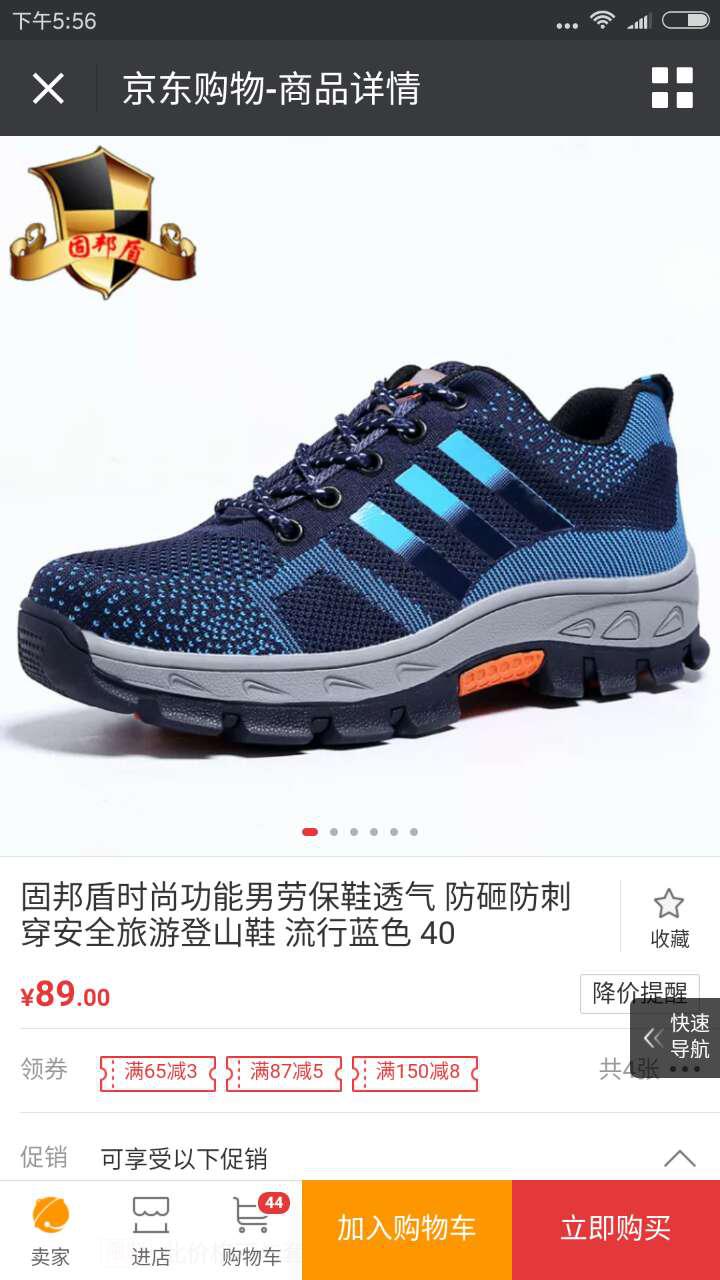 下午5:56
京东购物-商品详情
固邦盾
固邦盾时尚功能男劳保鞋透气 防砸防刺
穿安全旅游登山鞋 流行蓝色 40
收藏
¥89.00
降价提醒
快速
导航
领券 满65减3 满87减5 满150减8 共4张
促销 可享受以下促销
44
卖家 进店 购物车 加入购物车 立即购买